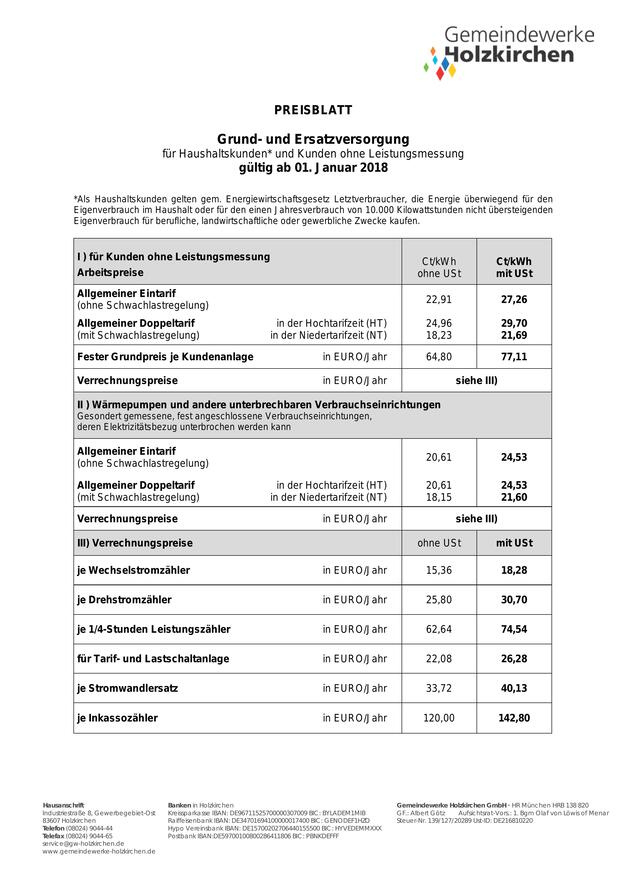 Gemeindewerke
Holzkirchen
PREISBLATT
Grund- und Ersatzversorgung
für Haushaltskunden* und Kunden ohne Leistungsmessung
gültig ab 01. Januar 2018
*Als Haushaltskunden gelten gem. Energiewirtschaftsgesetz Letztverbraucher, die Energie überwiegend für den
Eigenverbrauch im Haushalt oder für den einen Jahresverbrauch von 10.000 Kilowattstunden nicht übersteigenden
Eigenverbrauch für berufliche, landwirtschaftliche oder gewerbliche Zwecke kaufen.
I ) für Kunden ohne Leistungsmessung
Arbeitspreise
Ct/kWh
ohne USt
Ct/kWh
mit USt
Allgemeiner Eintarif
(ohne Schwachlastregelung)
22,91 27,26
Allgemeiner Doppeltarif in der Hochtarifzeit (HT) 24,96 29,70
(mit Schwachlastregelung) in der Niedertarifzeit (NT) 18,23 21,69
Fester Grundpreis je Kundenanlage in EURO/Jahr 64,80 77,11
Verrechnungspreise in EURO/Jahr siehe III)
II ) Wärmepumpen und andere unterbrechbaren Verbrauchseinrichtungen
Gesondert gemessene, fest angeschlossene Verbrauchseinrichtungen,
deren Elektrizitätsbezug unterbrochen werden kann
Allgemeiner Eintarif
(ohne Schwachlastregelung)
20,61 24,53
Allgemeiner Doppeltarif in der Hochtarifzeit (HT) 20,61 24,53
(mit Schwachlastregelung) in der Niedertarifzeit (NT) 18,15 21,60
Verrechnungspreise in EURO/Jahr siehe III)
III) Verrechnungspreise ohne USt mit USt
je Wechselstromzähler in EURO/Jahr 15,36 18,28
je Drehstromzähler in EURO/Jahr 25,80 30,70
je 1/4-Stunden Leistungszähler in EURO/Jahr 62,64 74,54
für Tarif- und Lastschaltanlage in EURO/Jahr 22,08 26,28
je Stromwandlersatz in EURO/Jahr 33,72 40,13
je Inkassozähler in EURO/Jahr 120,00 142,80
Hausanschrift
Industriestraße 8, Gewerbegebiet-Ost
83607 Holzkirchen
Telefon (08024) 9044-44
Telefax (08024) 9044-65
service@gw-holzkirchen.de
www.gemeindewerke-holzkirchen.de
Banken in Holzkirchen
Kreissparkasse IBAN: DE96711525700000307009 BIC: BYLADEM1MIB
Raiffeisenbank IBAN: DE34701694100000017400 BIC: GENODEF1HZD
Hypo Vereinsbank IBAN: DE15700202706440155500 BIC: HYVEDEMMXXX
Postbank IBAN:DE59700100800286411806 BIC: PBNKDEFFF
Gemeindewerke Holzkirchen GmbH - HR München HRB 138 820
GF.: Albert Götz Aufsichtsrat-Vors.: 1. Bgm Olaf von Löwis of Menar
Steuer-Nr. 139/127/20289 Ust-ID: DE216810220